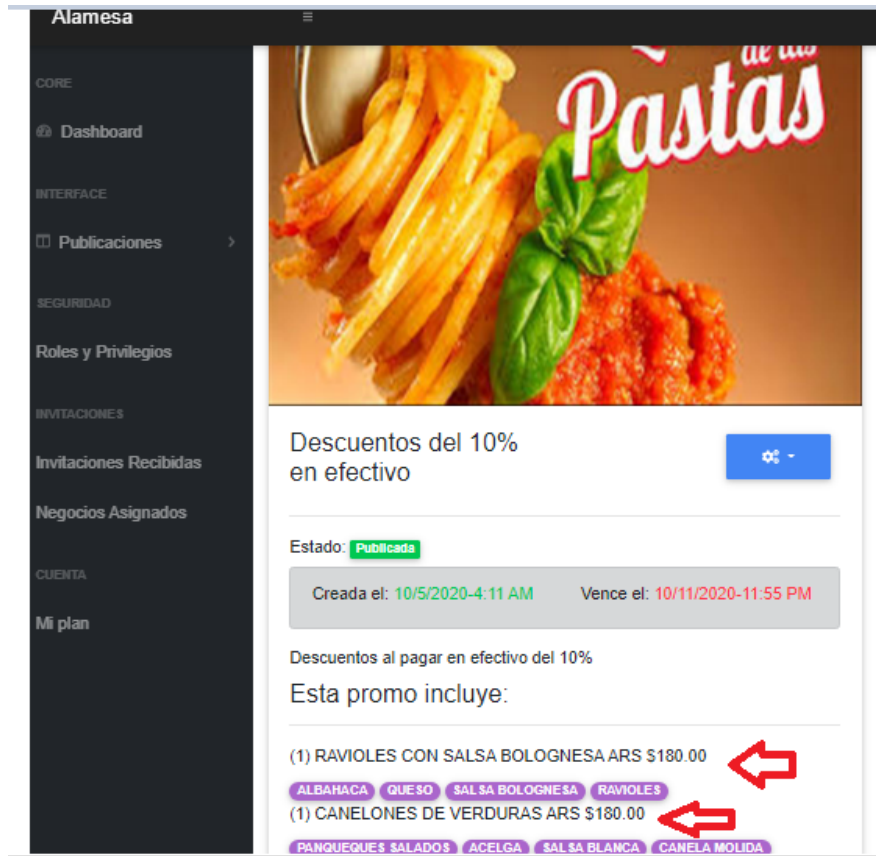 Alamesa
CORE
Dashboard
INTERFACE
Publicaciones
SEGURIDAD
Roles y Privilegios
INVITACIONES
Invitaciones Recibidas
Negocios Asignados
CUENTA
Mi plan
de las
Pastas
Descuentos del 10%
en efectivo
Estado: Publicada
Creada el: 10/5/2020-4:11 AM Vence el: 10/11/2020-11:55 PM
Descuentos al pagar en efectivo del 10%
Esta promo incluye:
(1) RAVIOLES CON SALSA BOLOGNESA ARS $180.00
ALBAHACA QUESO SALSA BOLOGNESA RAVIOLES
(1) CANELONES DE VERDURAS ARS $180.00
PANQUEQUES SALADOS ACELGA SALSA BLANCA CANELA MOLIDA